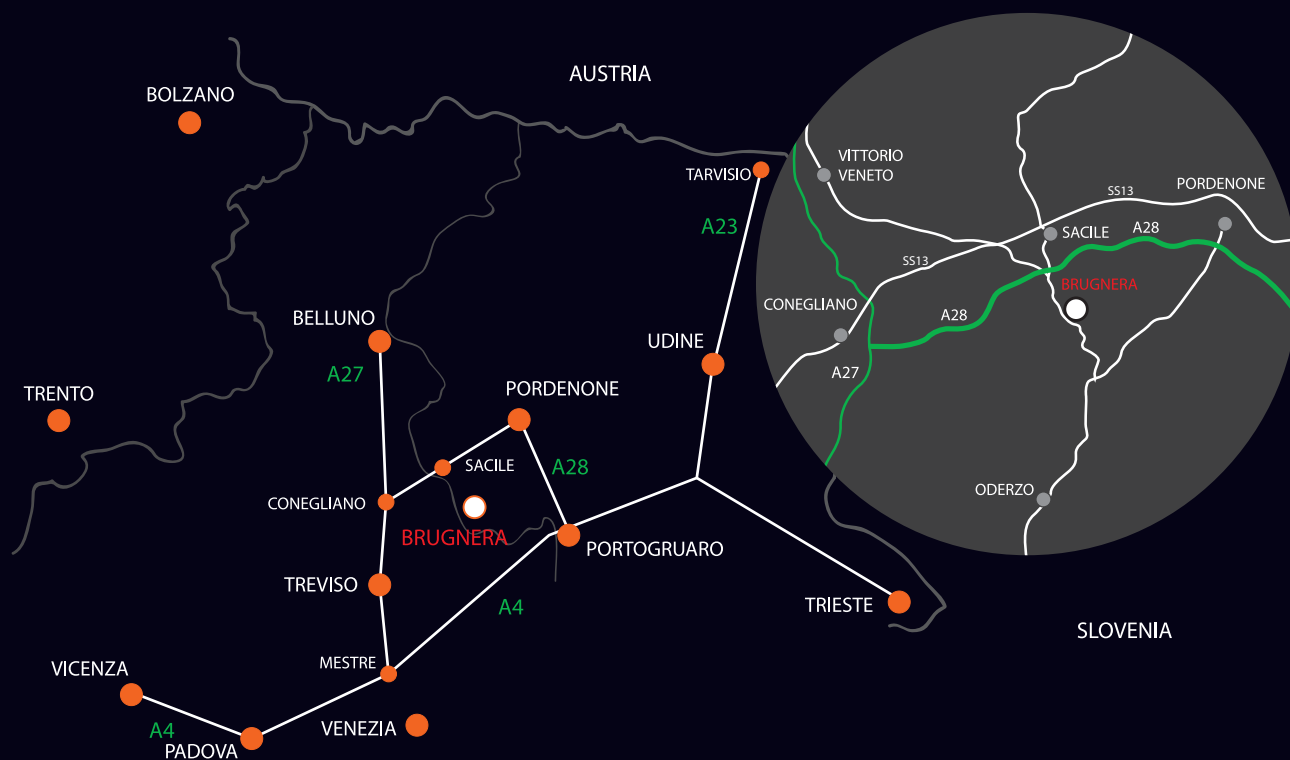 AUSTRIA
BOLZANO
TARVISIO
A23
BELLUNO
A27
UDINE
TRENTO
PORDENONE
SACILE
A28
CONEGLIANO
BRUGNERA
PORTOGRUARO
TREVISO
A4
TRIESTE
SLOVENIA
MESTRE
VICENZA
VENEZIA
A4
PADOVA
VITTORIO
VENETO
SS13
PORDENONE
SACILE
A28
SS13
BRUGNERA
CONEGLIANO
A28
A27
ODERZO